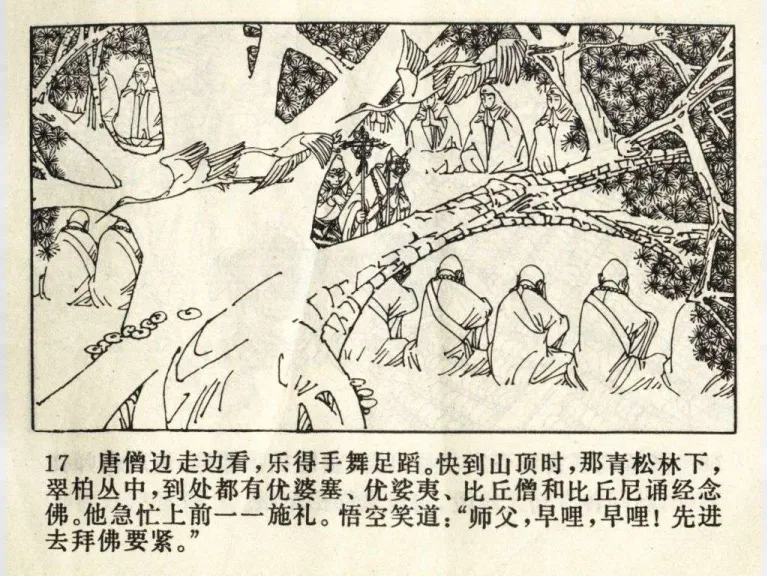 17 唐僧边走边看，乐得手舞足蹈。快到山顶时，那青松林下，
翠柏丛中，到处都有优婆塞、优娑夷、比丘僧和比丘尼诵经念
佛。他急忙上前一一施礼。悟空笑道：“师父，早哩，早哩！先进
去拜佛要紧。”